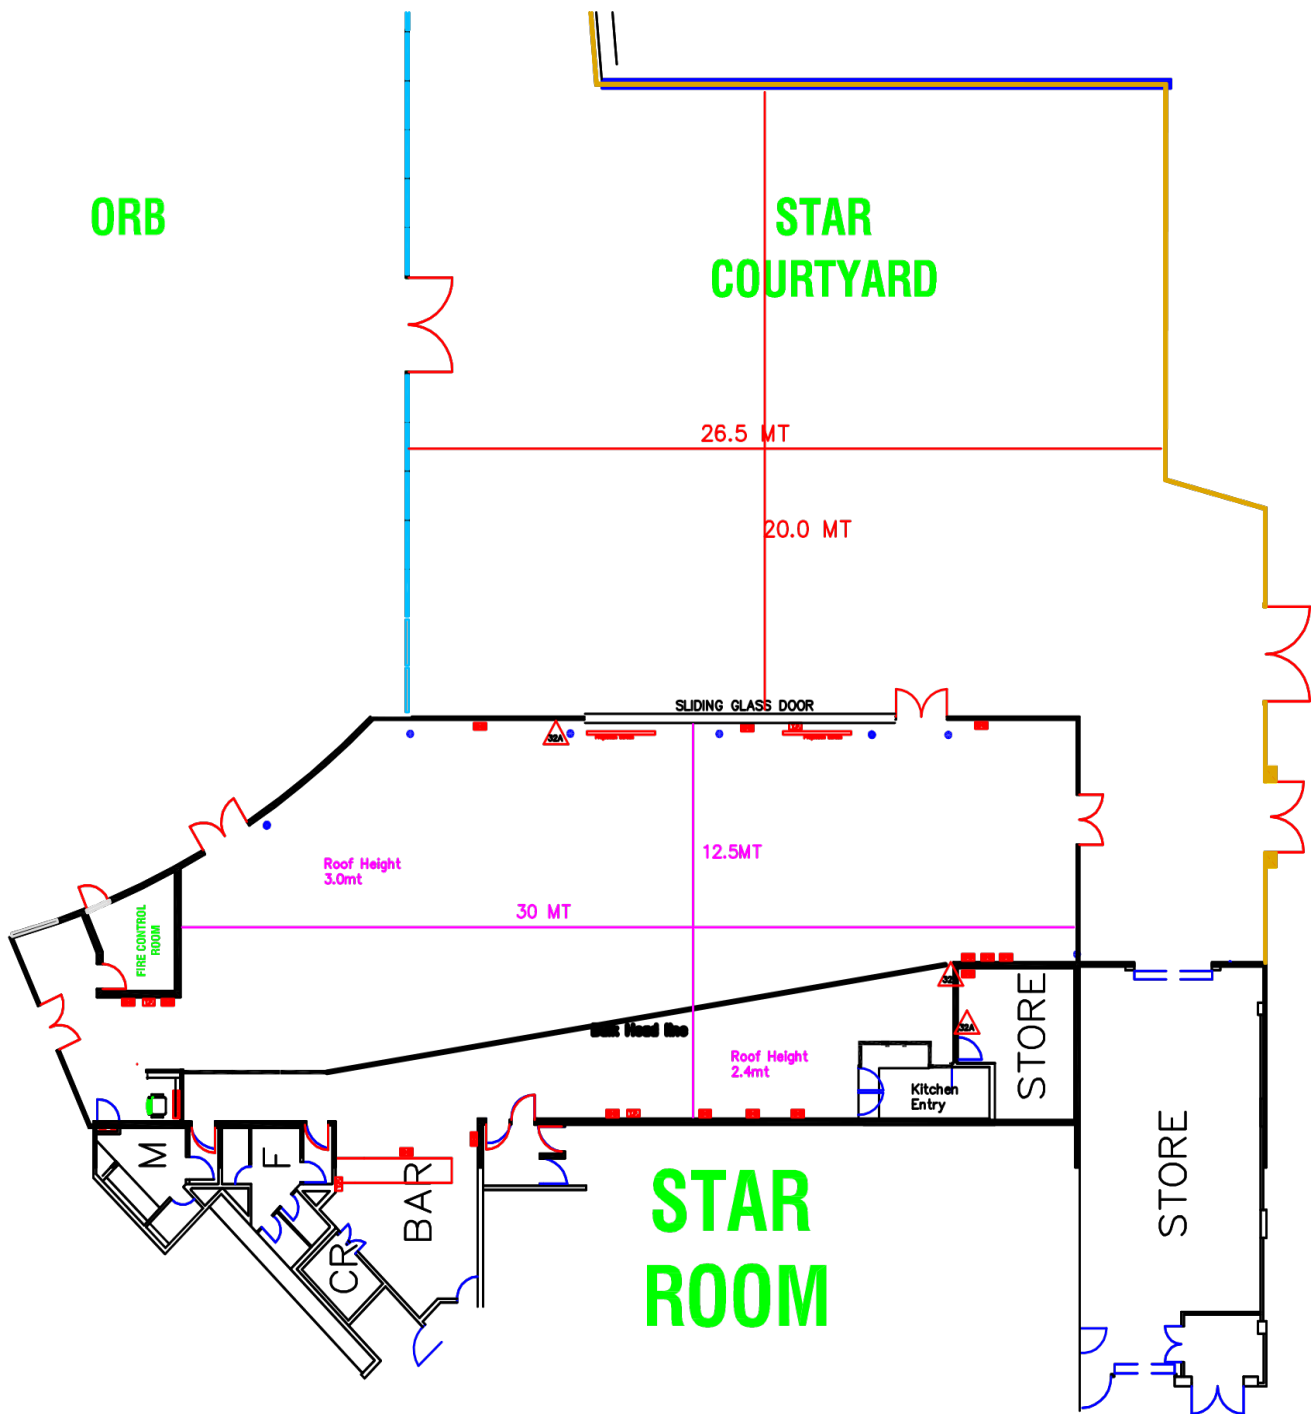 ORB
STAR
COURTYARD
26.5 MT
20.0 MT
SLIDING GLASS DOOR
32A
12.5MT
Roof Height
3.0mt
30 MT
FIRE CONTROL
ROOM
STORE
32A
Roof Height
2.4mt
Kitchen
Entry
M
F
BAR
CR
STORE
STAR
ROOM